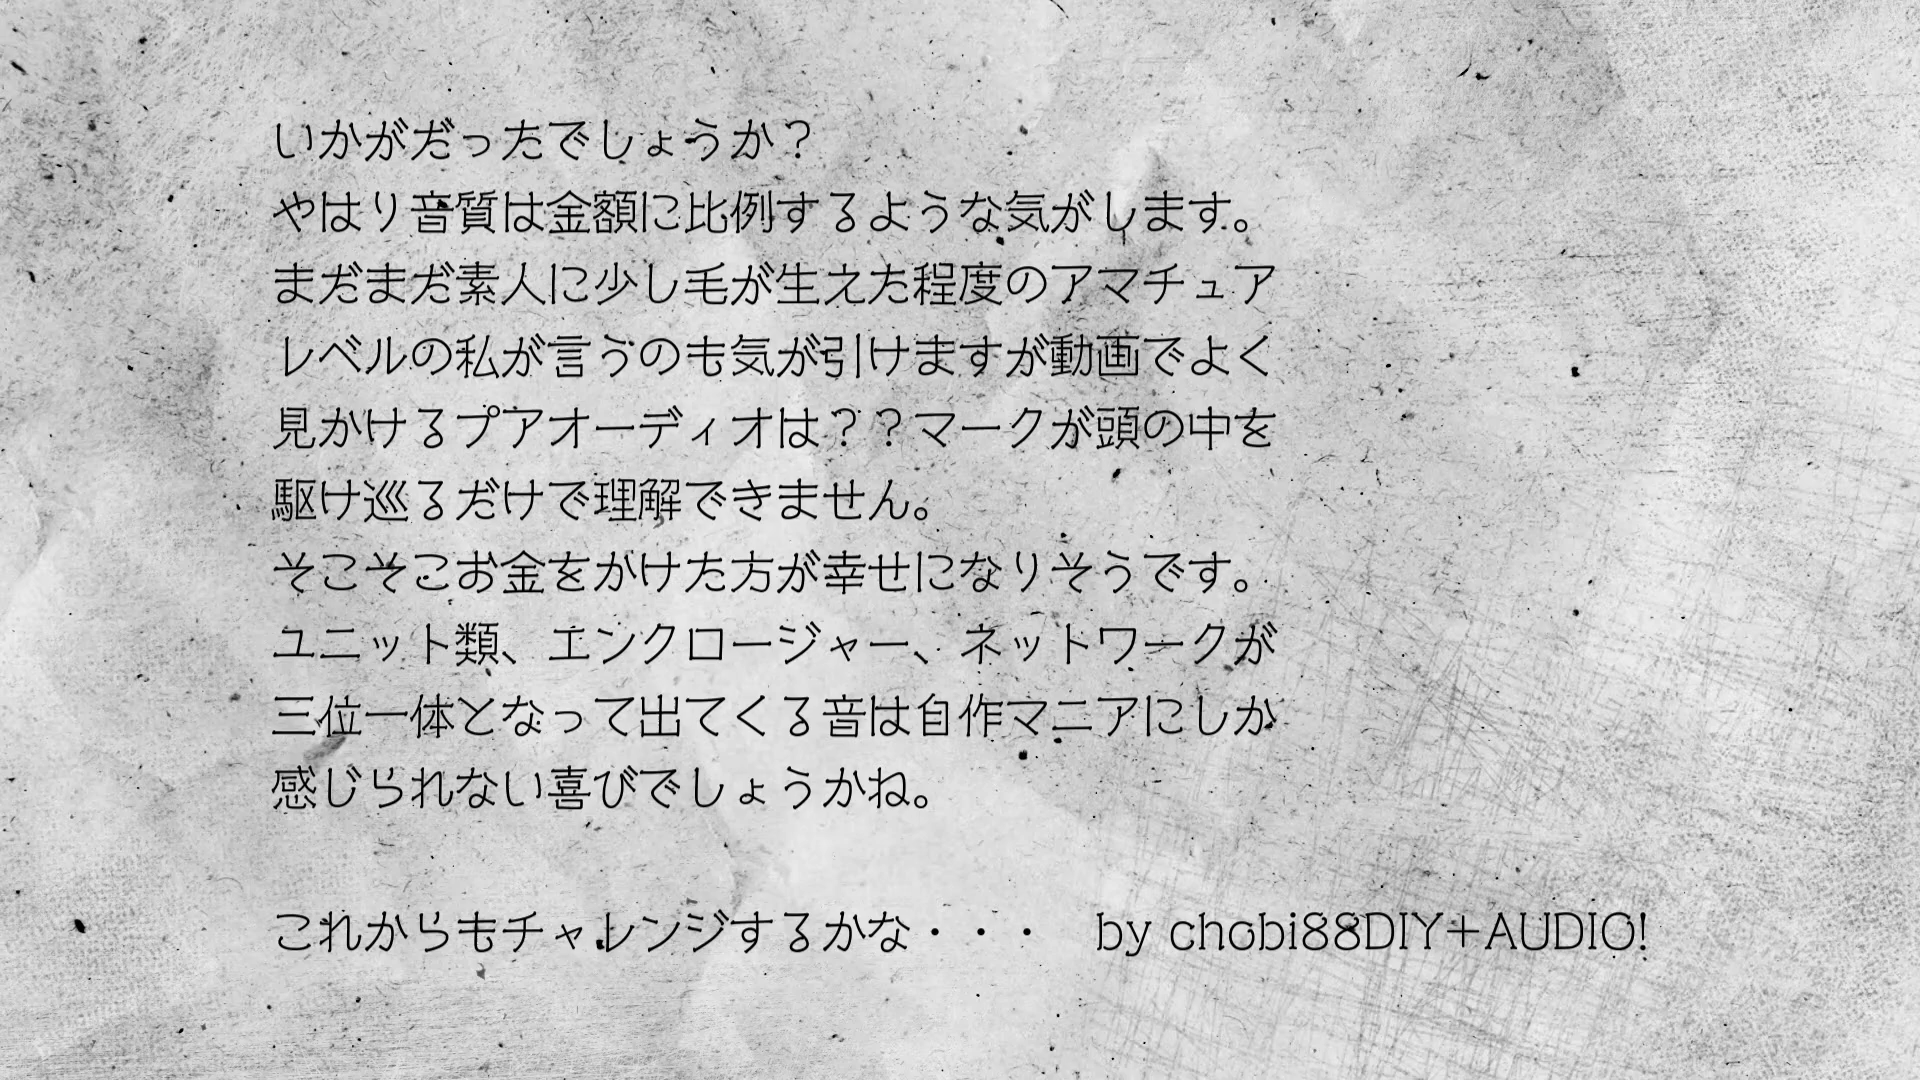 いかがだったでしょうか？
やはり音質は金額に比例するような気がします。
まだまだ素人に少し毛が生えた程度のアマチュア
レベルの私が言うのも気が引けますが動画でよく
見かけるプアオーディオは？？マークが頭の中を
駆け巡るだけで理解できません。
そこそこお金をかけた方が幸せになりそうです。
ユニット類、エンクロージャー、ネットワークが
三位一体となって出てくる音は自作マニアにしか
感じられない喜びでしょうかね。
これからもチャレンジするかな・・・　by chobi88DIY+AUDIO!